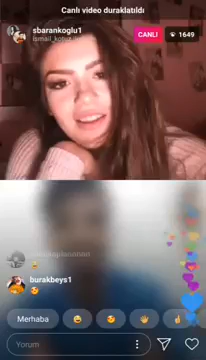 Canlı video duraklatıldı
sbarankoglu1
CANLI
1649
burakbeys1
Merhaba
Yorum